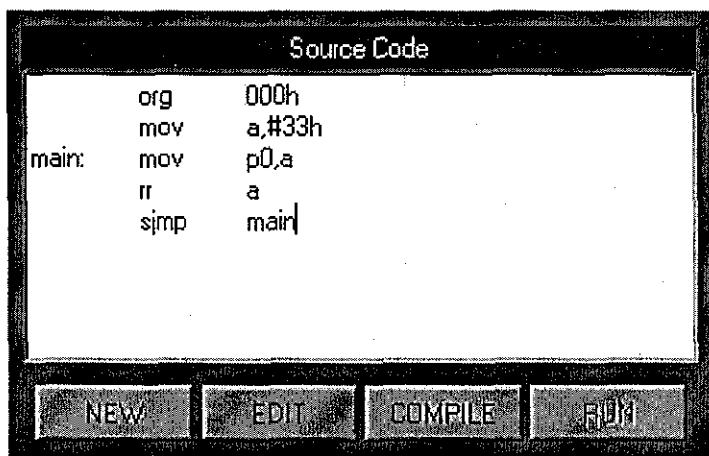 Source Code
org 000h
mov a,#33h
main: mov p0,a
rr a
sjmp main
NEW EDIT COMPILE RUN